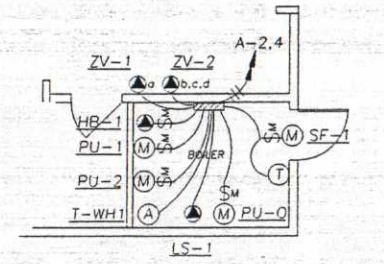 A-2,4
ZV-1 ZV-2
a b,c,d
HB-1 M
PU-1 M M
BOILER
M M SF-1
PU-2 M M
T
T-WH1 A M
M PU-Q
LS-1